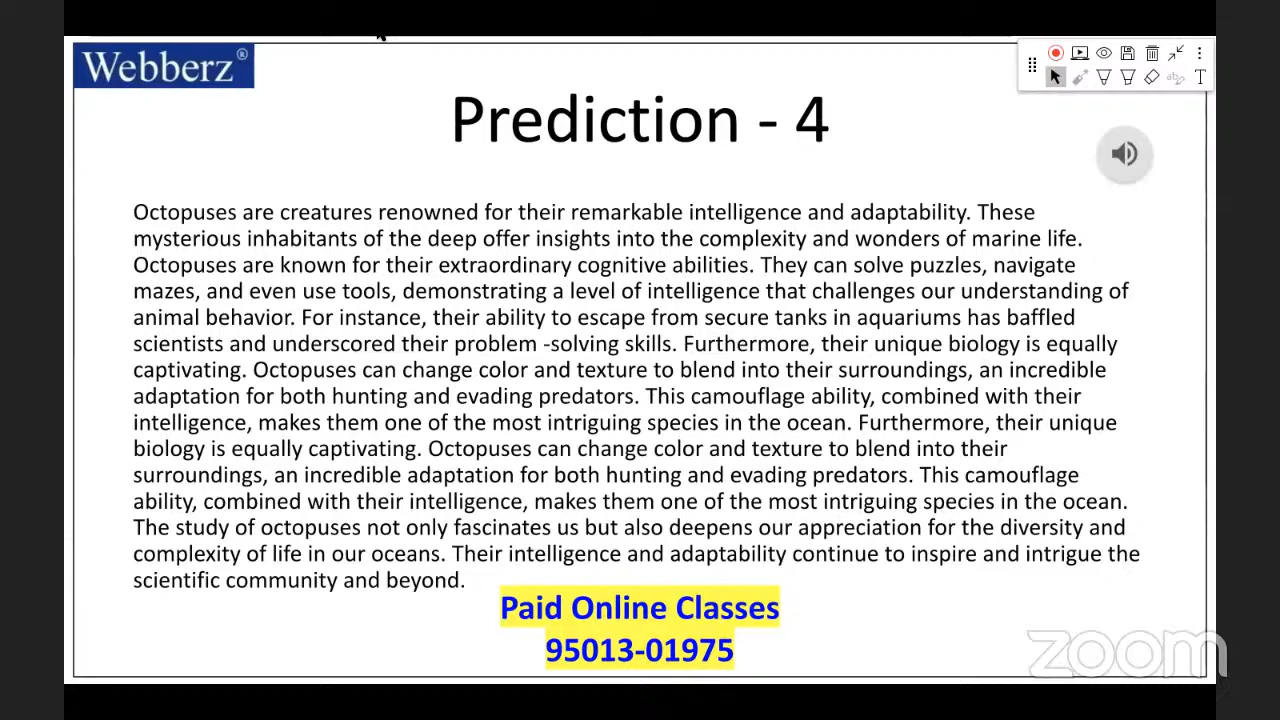 Webberz®
Prediction - 4
Octopuses are creatures renowned for their remarkable intelligence and adaptability. These
mysterious inhabitants of the deep offer insights into the complexity and wonders of marine life.
Octopuses are known for their extraordinary cognitive abilities. They can solve puzzles, navigate
mazes, and even use tools, demonstrating a level of intelligence that challenges our understanding of
animal behavior. For instance, their ability to escape from secure tanks in aquariums has baffled
scientists and underscored their problem -solving skills. Furthermore, their unique biology is equally
captivating. Octopuses can change color and texture to blend into their surroundings, an incredible
adaptation for both hunting and evading predators. This camouflage ability, combined with their
intelligence, makes them one of the most intriguing species in the ocean. Furthermore, their unique
biology is equally captivating. Octopuses can change color and texture to blend into their
surroundings, an incredible adaptation for both hunting and evading predators. This camouflage
ability, combined with their intelligence, makes them one of the most intriguing species in the ocean.
The study of octopuses not only fascinates us but also deepens our appreciation for the diversity and
complexity of life in our oceans. Their intelligence and adaptability continue to inspire and intrigue the
scientific community and beyond.
Paid Online Classes
95013-01975
zoom